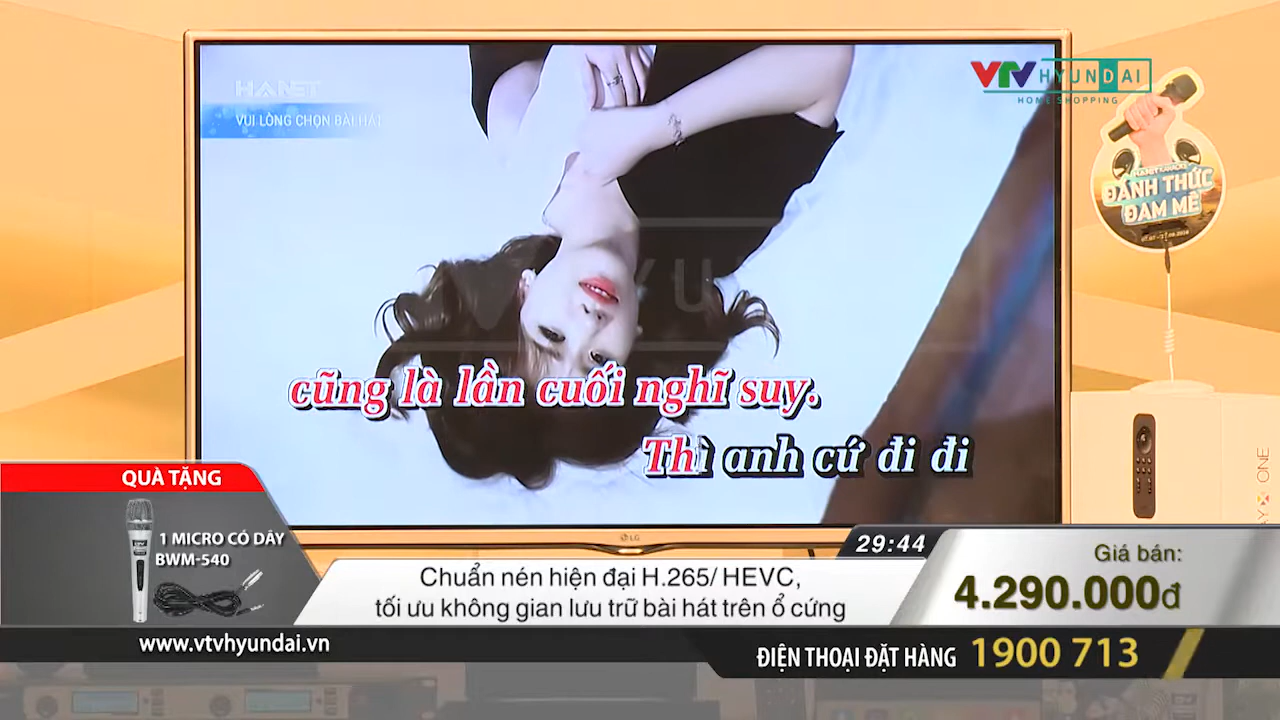 HANET
VUI LÒNG CHỌN BÀI HÁT
VTV HYUNDAI
HOME SHOPPING
ĐÁNH THỨC
ĐAM MÊ
cũng là lần cuối nghĩ suy.
Thì anh cứ đi đi
LG
ONE
QUÀ TẶNG
1 MICRO CÓ DÂY
BWM-540
29:44
Chuẩn nén hiện đại H.265/ HEVC,
tối ưu không gian lưu trữ bài hát trên ổ cứng
Giá bán:
4.290.000đ
www.vtvhyundai.vn
ĐIỆN THOẠI ĐẶT HÀNG 1900 713